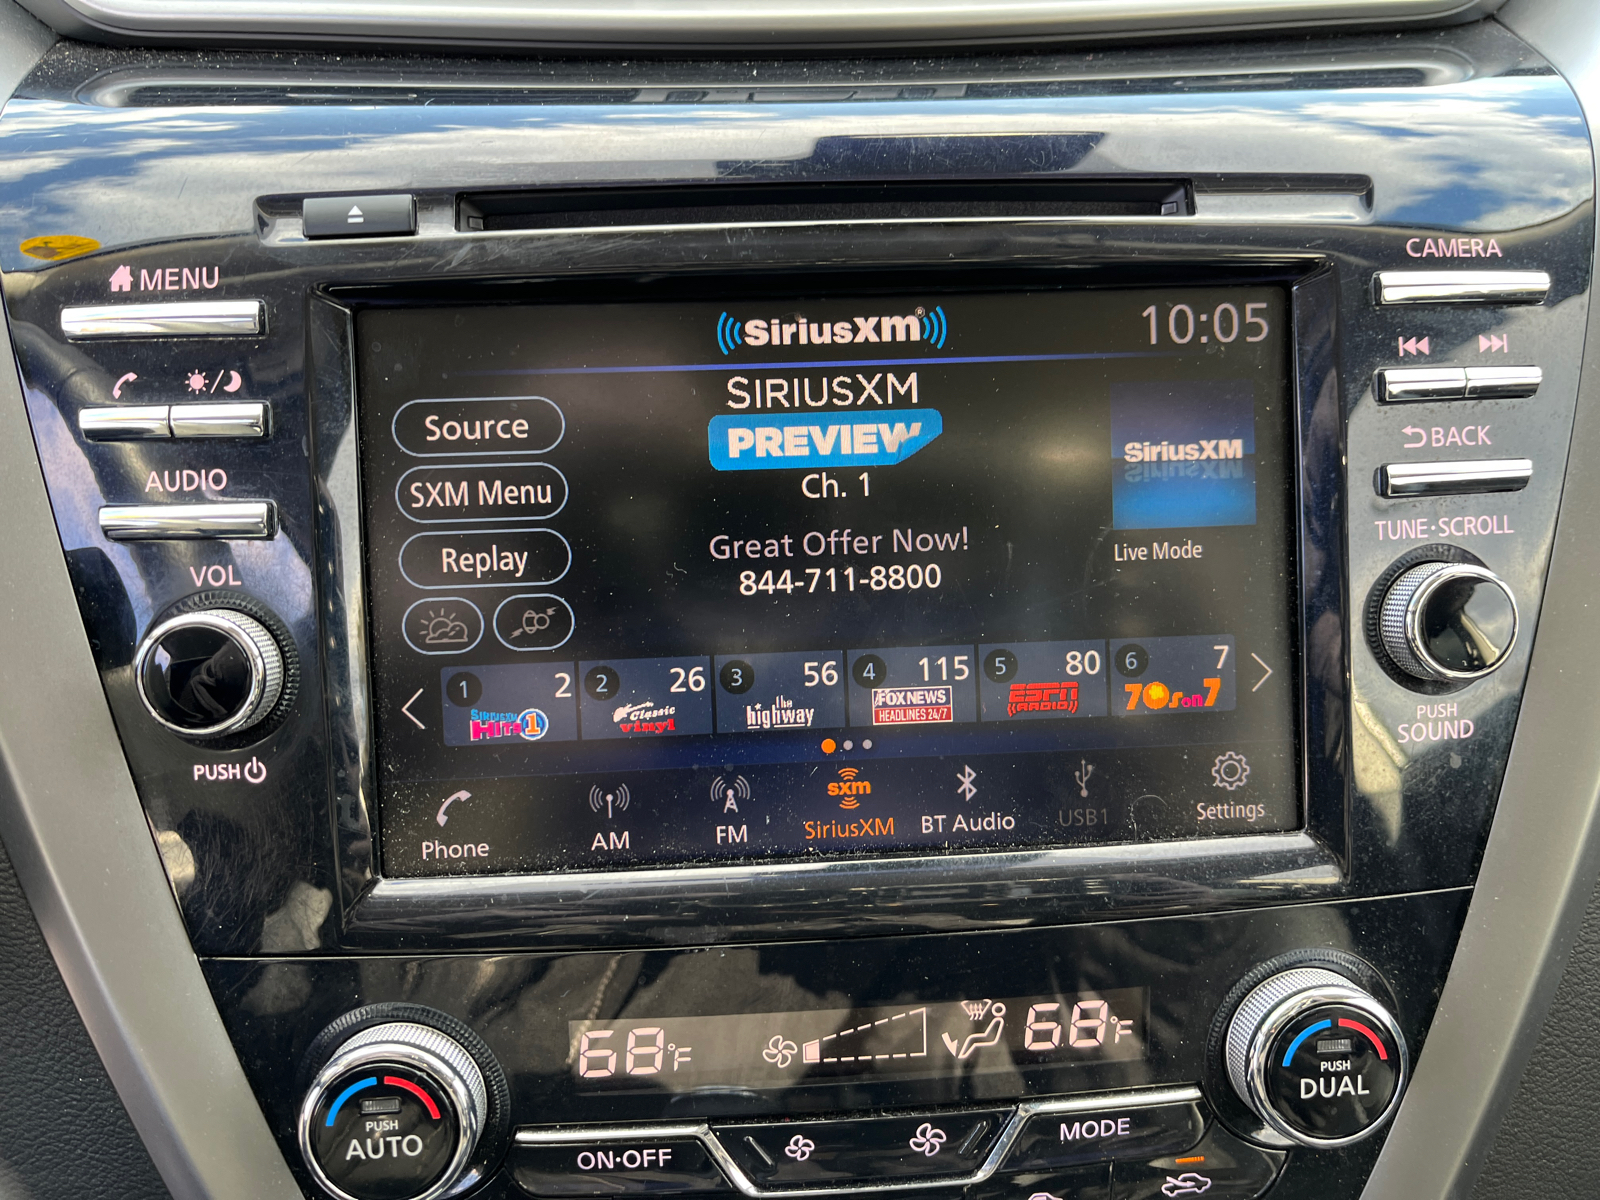 MENU
CAMERA
SiriusXM®
10:05
SIRIUSXM
PREVIEW
Ch. 1
Great Offer Now!
844-711-8800
Source
SXM Menu
Replay
SiriusXM
Live Mode
AUDIO
VOL
PUSH
BACK
TUNE·SCROLL
PUSH
SOUND
1 2
SIRIUSXM
HITS 1
2 26
Classic
vinyl
3 56
the
highway
4 115
FOX NEWS
HEADLINES 24/7
5 80
ESPN
RADIO
6 7
70s on 7
Phone
AM
FM
sxm
SiriusXM
BT Audio
USB1
Settings
68°F
68°F
PUSH
AUTO
PUSH
DUAL
ON·OFF
MODE